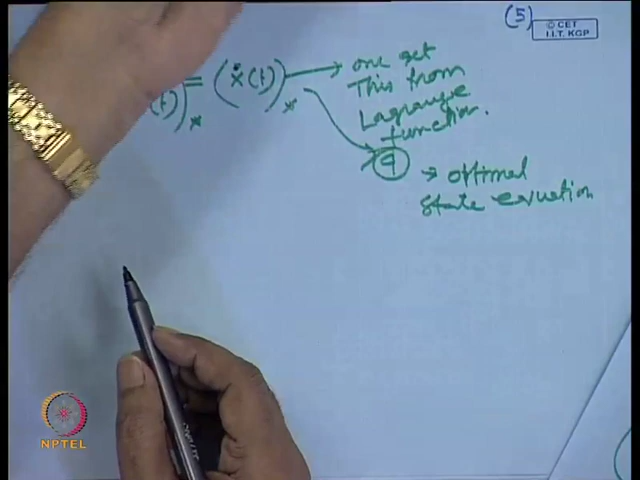 (5)
© CET
I.I.T. KGP
(t))* = (ẋ(t))* → one get
This from
Lagrange
function.
9
→ optimal
state equation
NPTEL